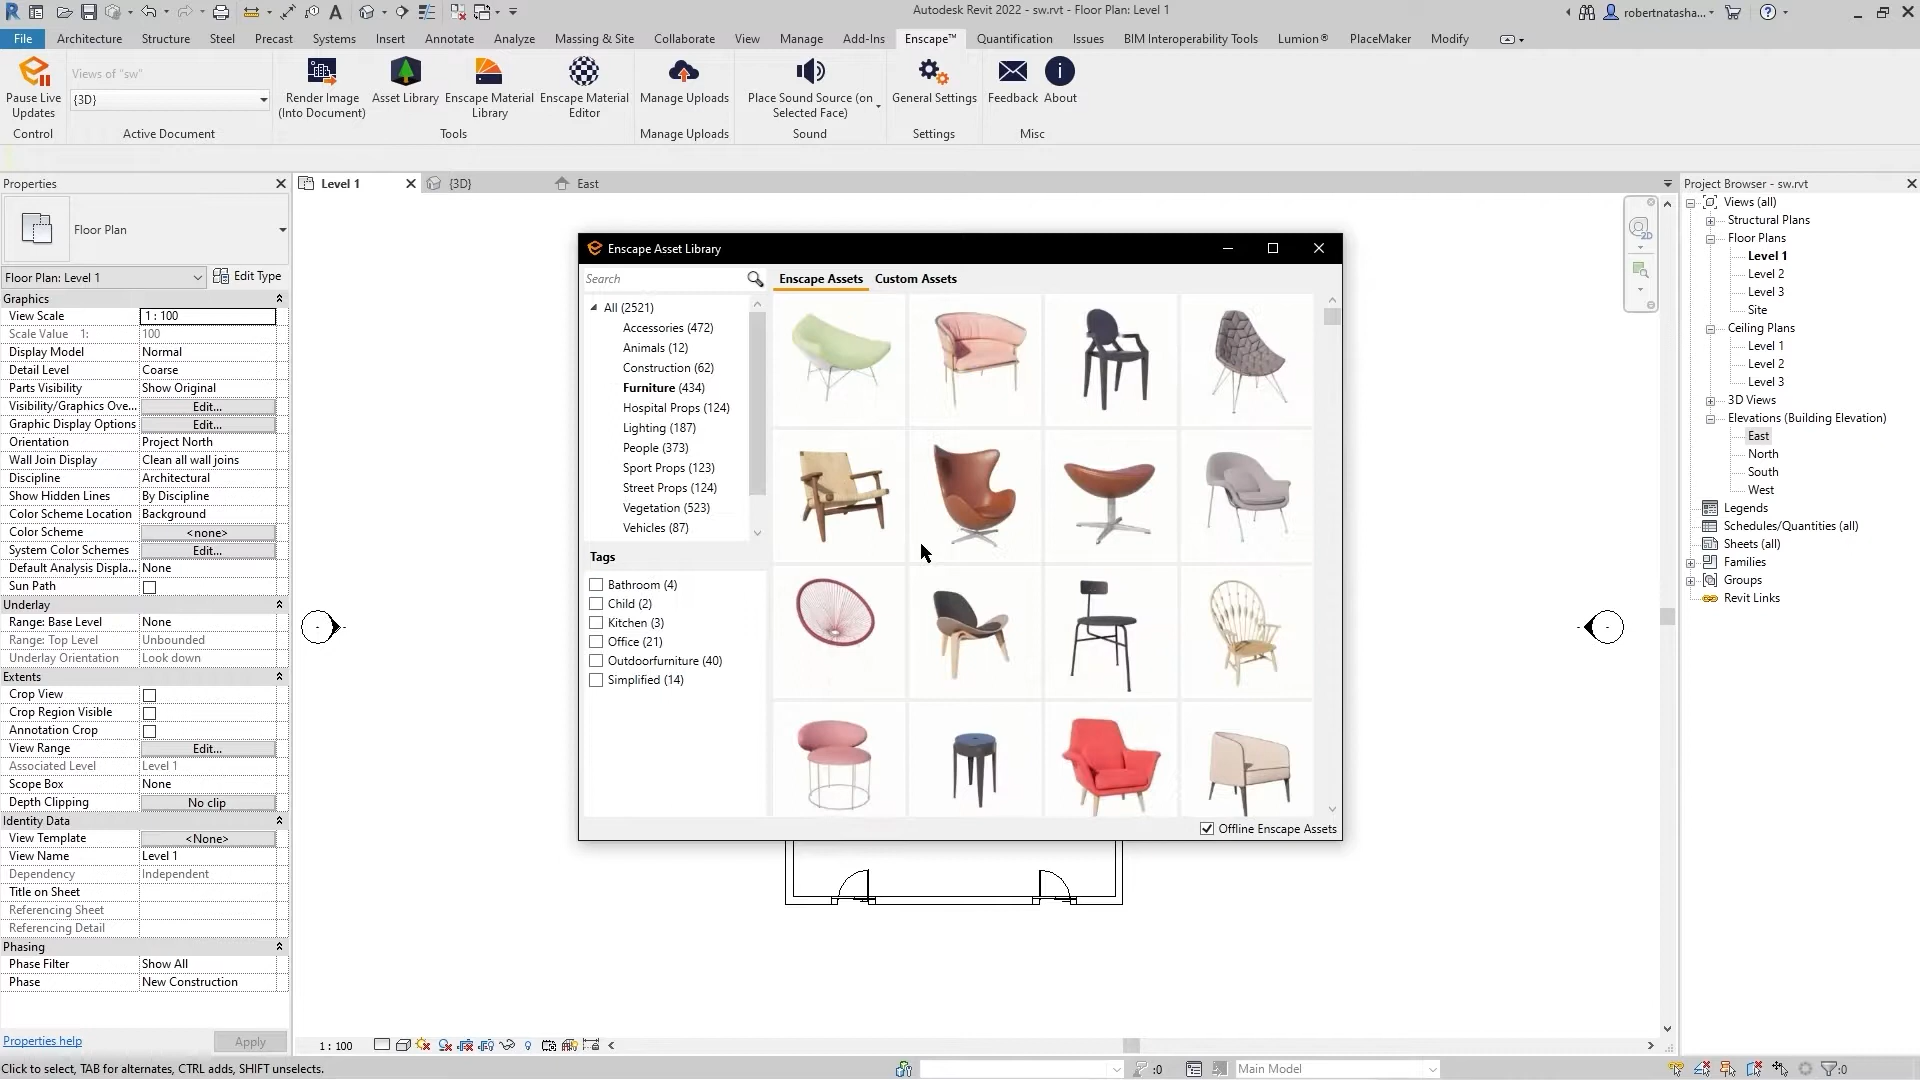 Autodesk Revit 2022 - sw.rvt - Floor Plan: Level 1
robertnatasha...
File Architecture Structure Steel Precast Systems Insert Annotate Analyze Massing & Site Collaborate View Manage Add-Ins Enscape™ Quantification Issues BIM Interoperability Tools Lumion® PlaceMaker Modify
Views of "sw"
{3D}
Pause Live
Updates
Render Image
(Into Document)
Asset Library
Enscape Material
Library
Enscape Material
Editor
Manage Uploads
Place Sound Source (on
Selected Face)
General Settings
Feedback
About
Control
Active Document
Tools
Manage Uploads
Sound
Settings
Misc
Properties
Floor Plan
Floor Plan: Level 1
Edit Type
Graphics
View Scale 1 : 100
Scale Value 1: 100
Display Model Normal
Detail Level Coarse
Parts Visibility Show Original
Visibility/Graphics Ove... Edit...
Graphic Display Options Edit...
Orientation Project North
Wall Join Display Clean all wall joins
Discipline Architectural
Show Hidden Lines By Discipline
Color Scheme Location Background
Color Scheme <none>
System Color Schemes Edit...
Default Analysis Displa... None
Sun Path
Underlay
Range: Base Level None
Range: Top Level Unbounded
Underlay Orientation Look down
Extents
Crop View
Crop Region Visible
Annotation Crop
View Range Edit...
Associated Level Level 1
Scope Box None
Depth Clipping No clip
Identity Data
View Template <None>
View Name Level 1
Dependency Independent
Title on Sheet
Referencing Sheet
Referencing Detail
Phasing
Phase Filter Show All
Phase New Construction
Properties help
Apply
Level 1
{3D}
East
Enscape Asset Library
Search
Enscape Assets
Custom Assets
All (2521)
Accessories (472)
Animals (12)
Construction (62)
Furniture (434)
Hospital Props (124)
Lighting (187)
People (373)
Sport Props (123)
Street Props (124)
Vegetation (523)
Vehicles (87)
Tags
Bathroom (4)
Child (2)
Kitchen (3)
Office (21)
Outdoorfurniture (40)
Simplified (14)
Offline Enscape Assets
2D
Project Browser - sw.rvt
Views (all)
Structural Plans
Floor Plans
Level 1
Level 2
Level 3
Site
Ceiling Plans
Level 1
Level 2
Level 3
3D Views
Elevations (Building Elevation)
East
North
South
West
Legends
Schedules/Quantities (all)
Sheets (all)
Families
Groups
Revit Links
1 : 100
Click to select, TAB for alternates, CTRL adds, SHIFT unselects.
:0
Main Model
:0